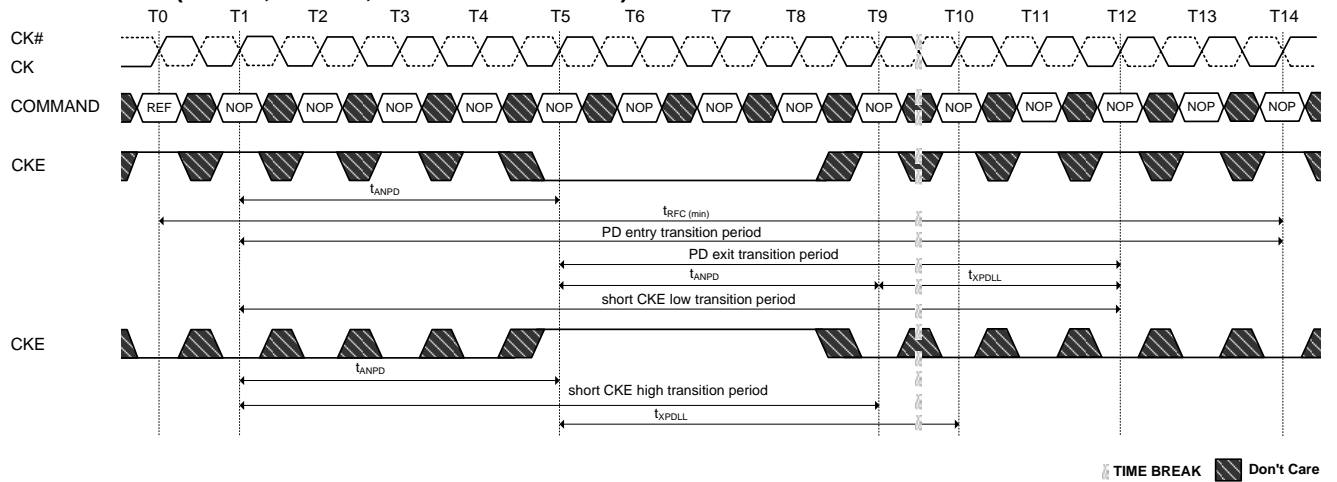 T0 T1 T2 T3 T4 T5 T6 T7 T8 T9 T10 T11 T12 T13 T14
CK#
CK
COMMAND REF NOP NOP NOP NOP NOP NOP NOP NOP NOP NOP NOP NOP NOP NOP
CKE
tANPD
tRFC (min)
PD entry transition period
PD exit transition period
tANPD tXPDLL
short CKE low transition period
CKE
tANPD
short CKE high transition period
tXPDLL
TIME BREAK Don't Care